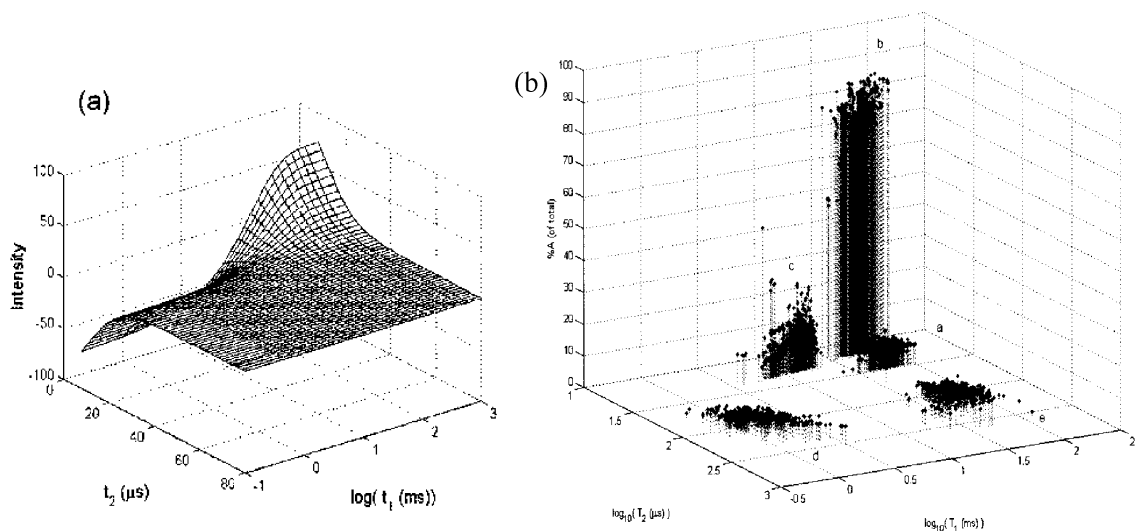 (a)
100
50
0
-50
-100
Intensity
0
20
40
60
80
t2 (µs)
-1
0
1
2
3
log( t1 (ms))
(b)
100
90
80
70
60
50
40
30
20
10
0
%A (of total)
1
1.5
2
2.5
3
log10(T2(µs))
-0.5
0
0.5
1
1.5
2
log10(T1(ms))
b
c
a
d
e